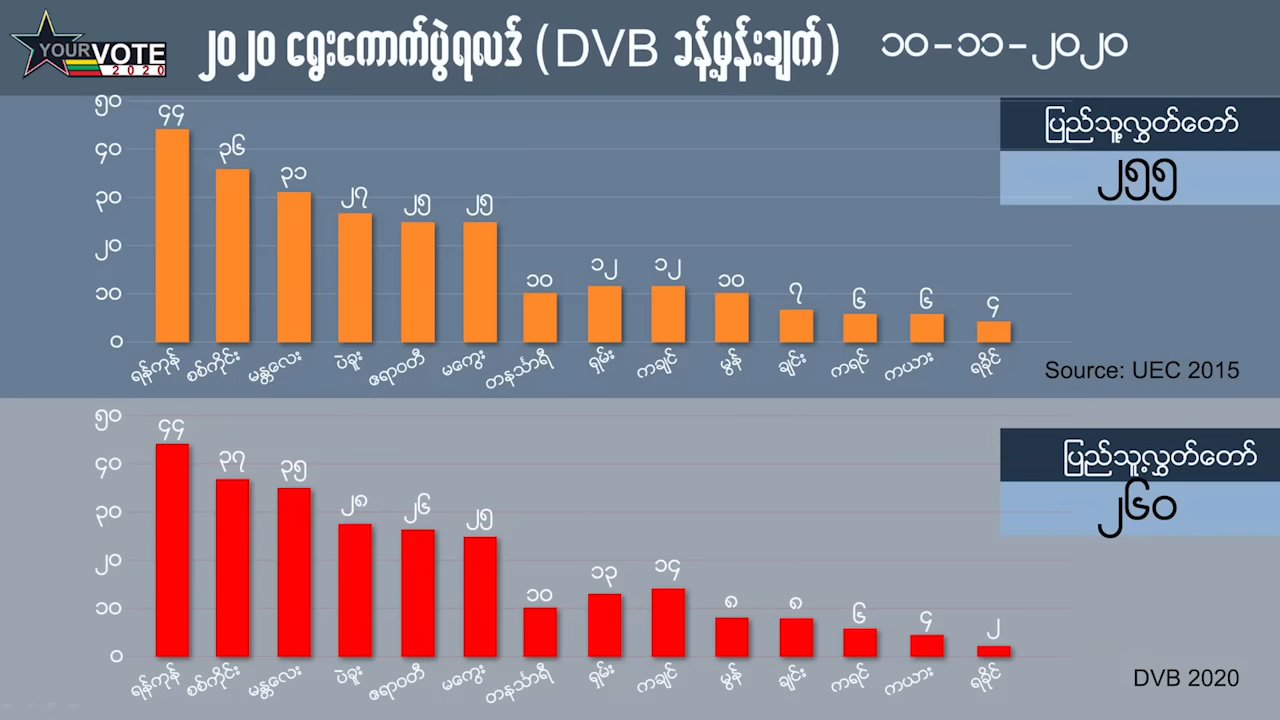 YOUR VOTE
2020
၂၀၂၀ ရွေးကောက်ပွဲရလဒ် (DVB ခန့်မှန်းချက်) ၁၀-၁၁-၂၀၂၀
၅၀
၄၀
၃၀
၂၀
၁၀
၀
၄၄ ၃၆ ၃၁ ၂၇ ၂၅ ၂၅ ၁၀ ၁၂ ၁၂ ၁၀ ၇ ၆ ၆ ၄
ရန်ကုန် စစ်ကိုင်း မန္တလေး ပဲခူး ဧရာဝတီ မကွေး တနင်္သာရီ ရှမ်း ကချင် မွန် ချင်း ကရင် ကယား ရခိုင်
ပြည်သူ့လွှတ်တော်
၂၅၅
Source: UEC 2015
၅၀
၄၀
၃၀
၂၀
၁၀
၀
၄၄ ၃၇ ၃၅ ၂၈ ၂၆ ၂၅ ၁၀ ၁၃ ၁၄ ၈ ၈ ၆ ၄ ၂
ရန်ကုန် စစ်ကိုင်း မန္တလေး ပဲခူး ဧရာဝတီ မကွေး တနင်္သာရီ ရှမ်း ကချင် မွန် ချင်း ကရင် ကယား ရခိုင်
ပြည်သူ့လွှတ်တော်
၂၆၀
DVB 2020